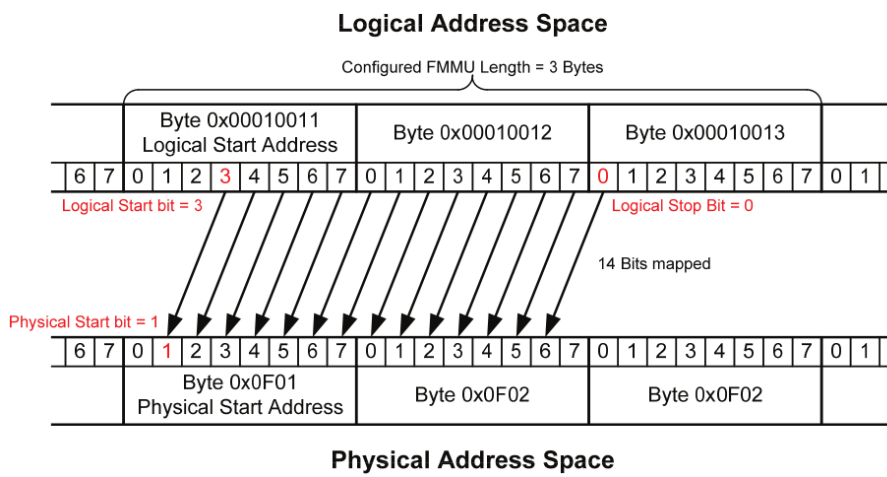 Logical Address Space
Configured FMMU Length = 3 Bytes
Byte 0x00010011
Logical Start Address
Byte 0x00010012
Byte 0x00010013
6 7 0 1 2 3 4 5 6 7 0 1 2 3 4 5 6 7 0 1 2 3 4 5 6 7 0 1
Logical Start bit = 3
Logical Stop Bit = 0
14 Bits mapped
Physical Start bit = 1
6 7 0 1 2 3 4 5 6 7 0 1 2 3 4 5 6 7 0 1 2 3 4 5 6 7 0 1
Byte 0x0F01
Physical Start Address
Byte 0x0F02
Byte 0x0F02
Physical Address Space